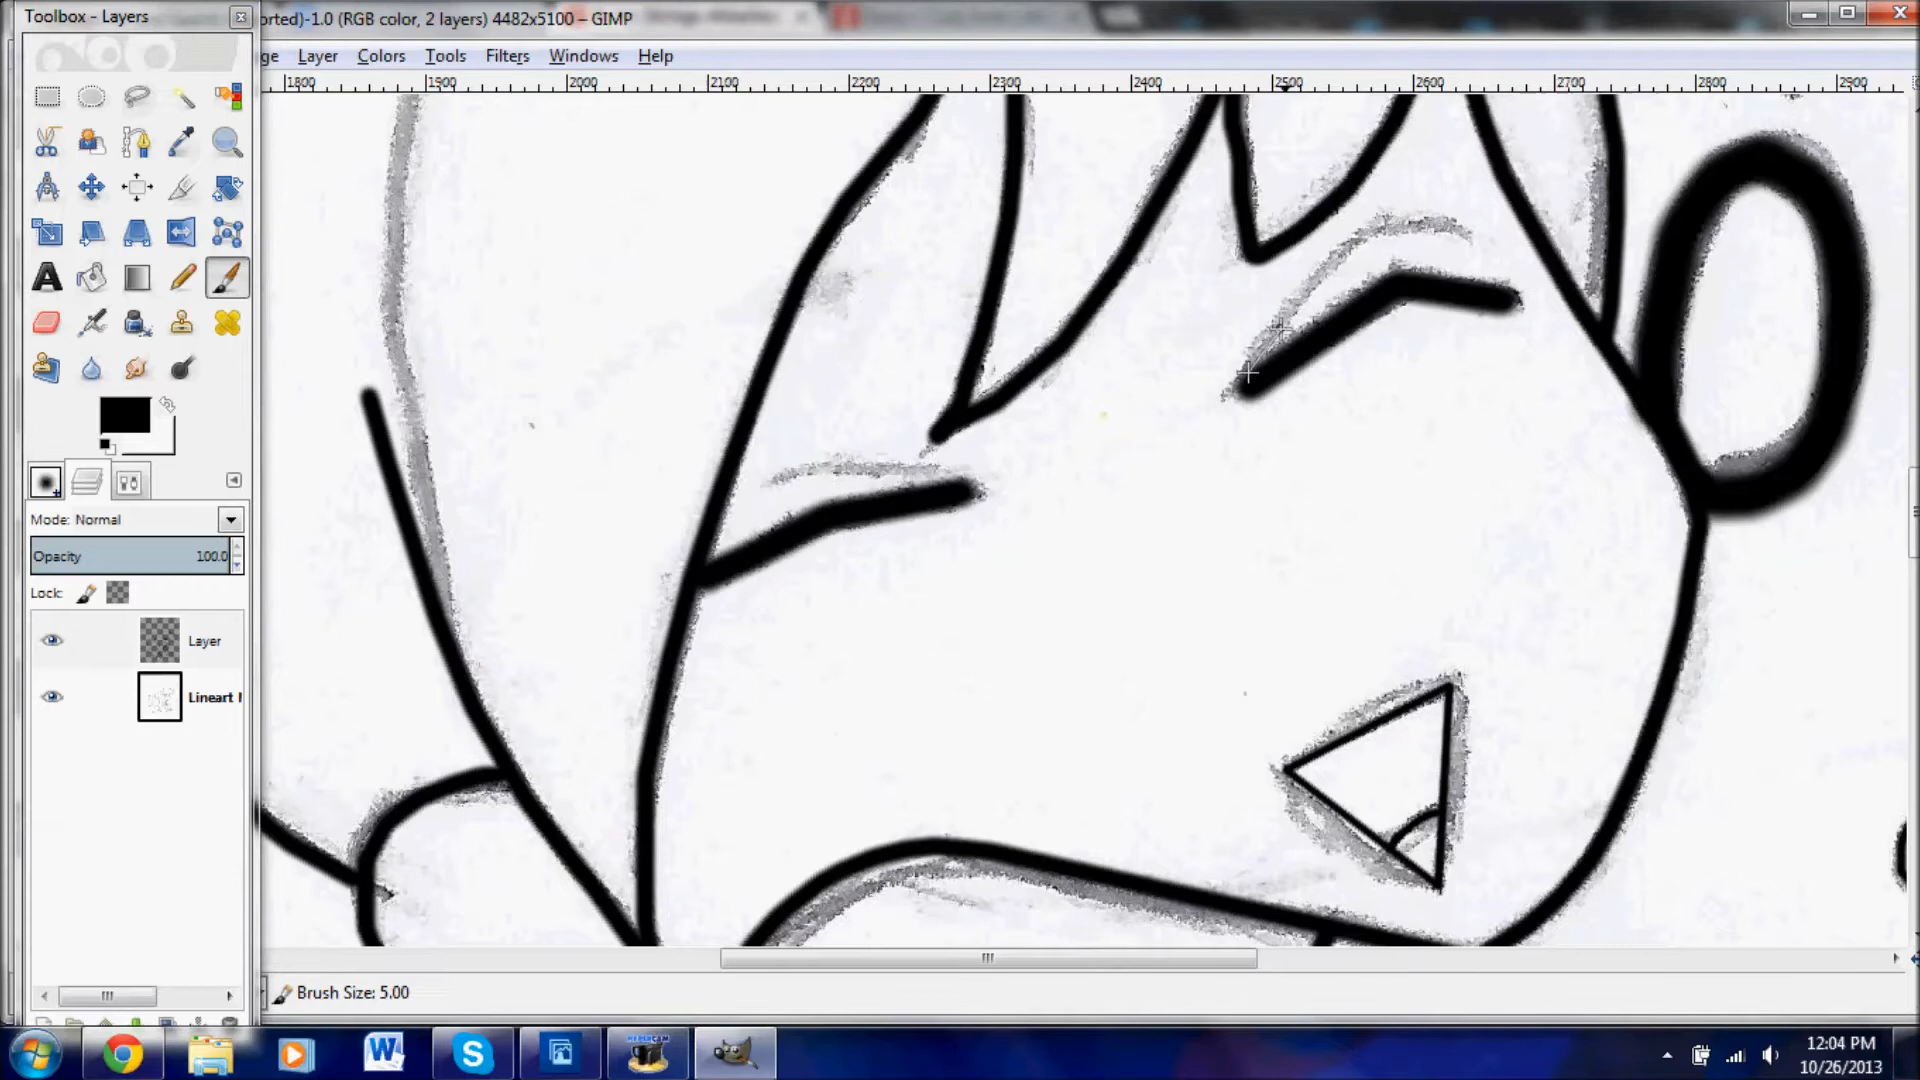 Toolbox - Layers
orted)-1.0 (RGB color, 2 layers) 4482x5100 – GIMP
ge Layer Colors Tools Filters Windows Help
1800 1900 2000 2100 2200 2300 2400 2500 2600 2700 2800 2900
Mode: Normal
Opacity 100.0
Lock:
Layer
Lineart
Brush Size: 5.00
12:04 PM
10/26/2013